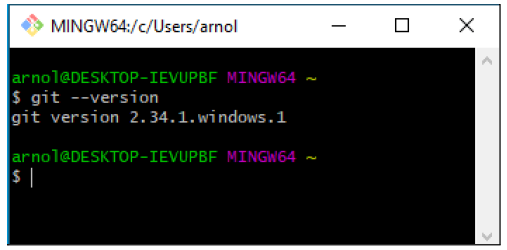 MINGW64:/c/Users/arnol
arnol@DESKTOP-IEVUPBF MINGW64 ~
$ git --version
git version 2.34.1.windows.1
arnol@DESKTOP-IEVUPBF MINGW64 ~
$